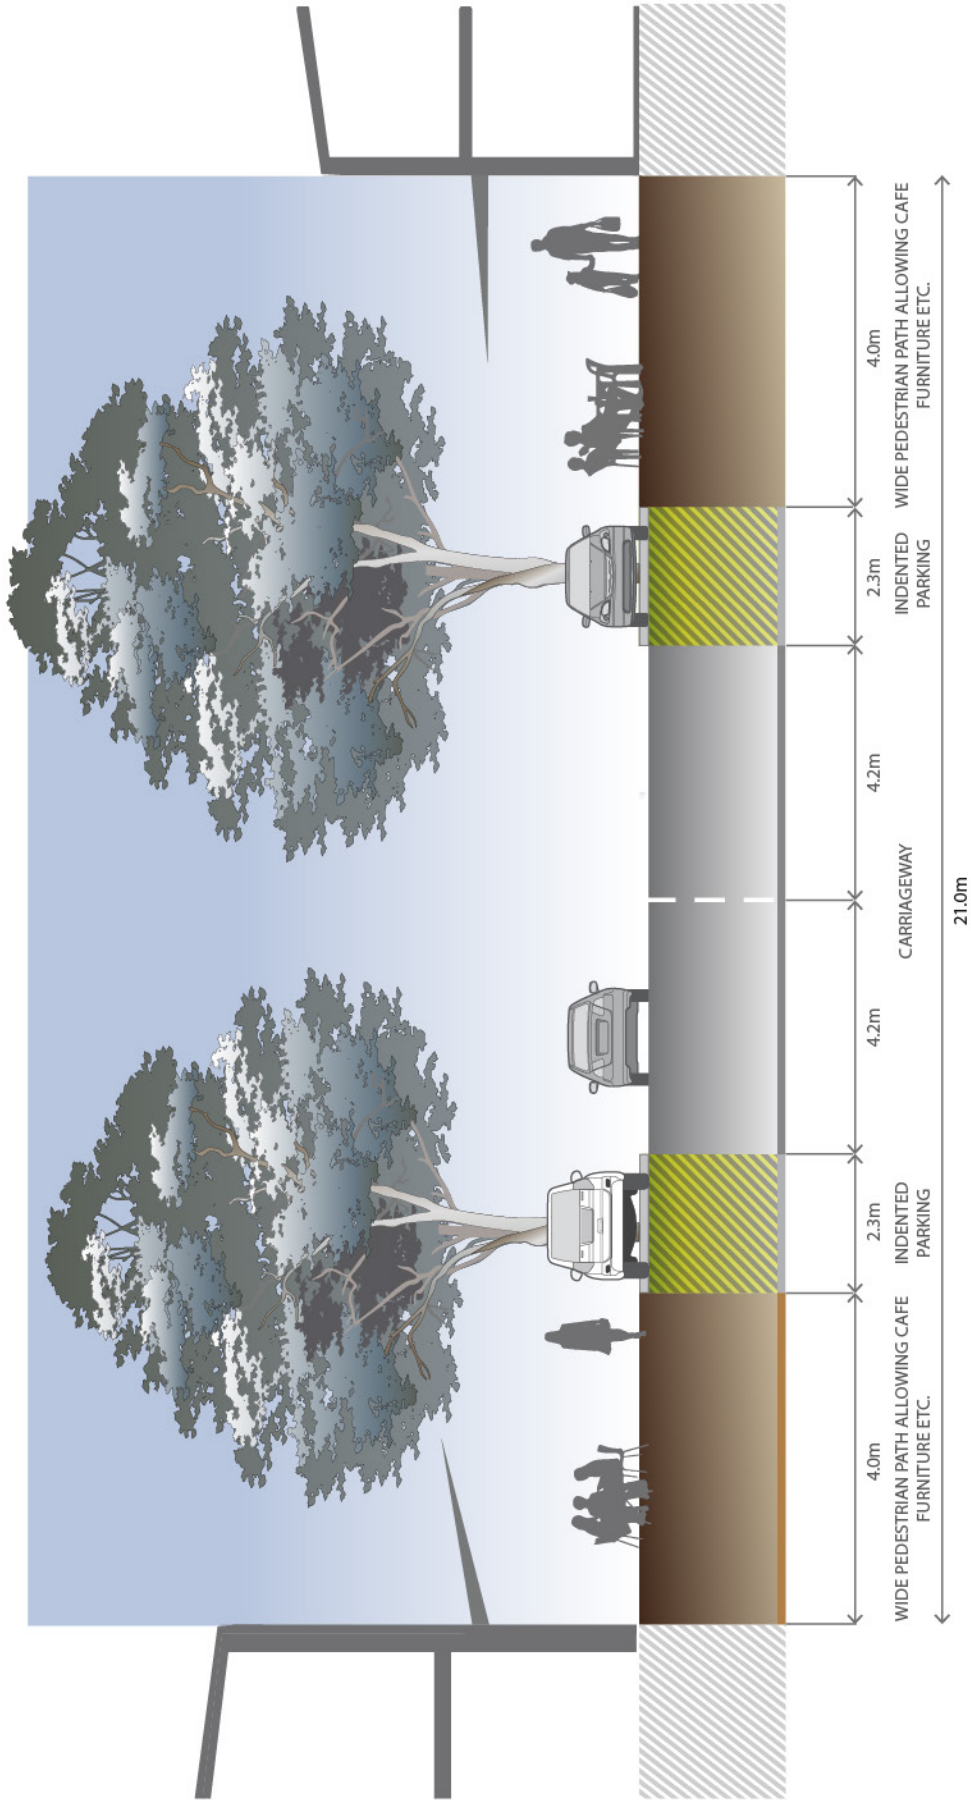 4.0m
2.3m
4.2m
4.2m
2.3m
4.0m
WIDE PEDESTRIAN PATH ALLOWING CAFE
FURNITURE ETC.
INDENTED
PARKING
CARRIAGEWAY
INDENTED
PARKING
WIDE PEDESTRIAN PATH ALLOWING CAFE
FURNITURE ETC.
21.0m